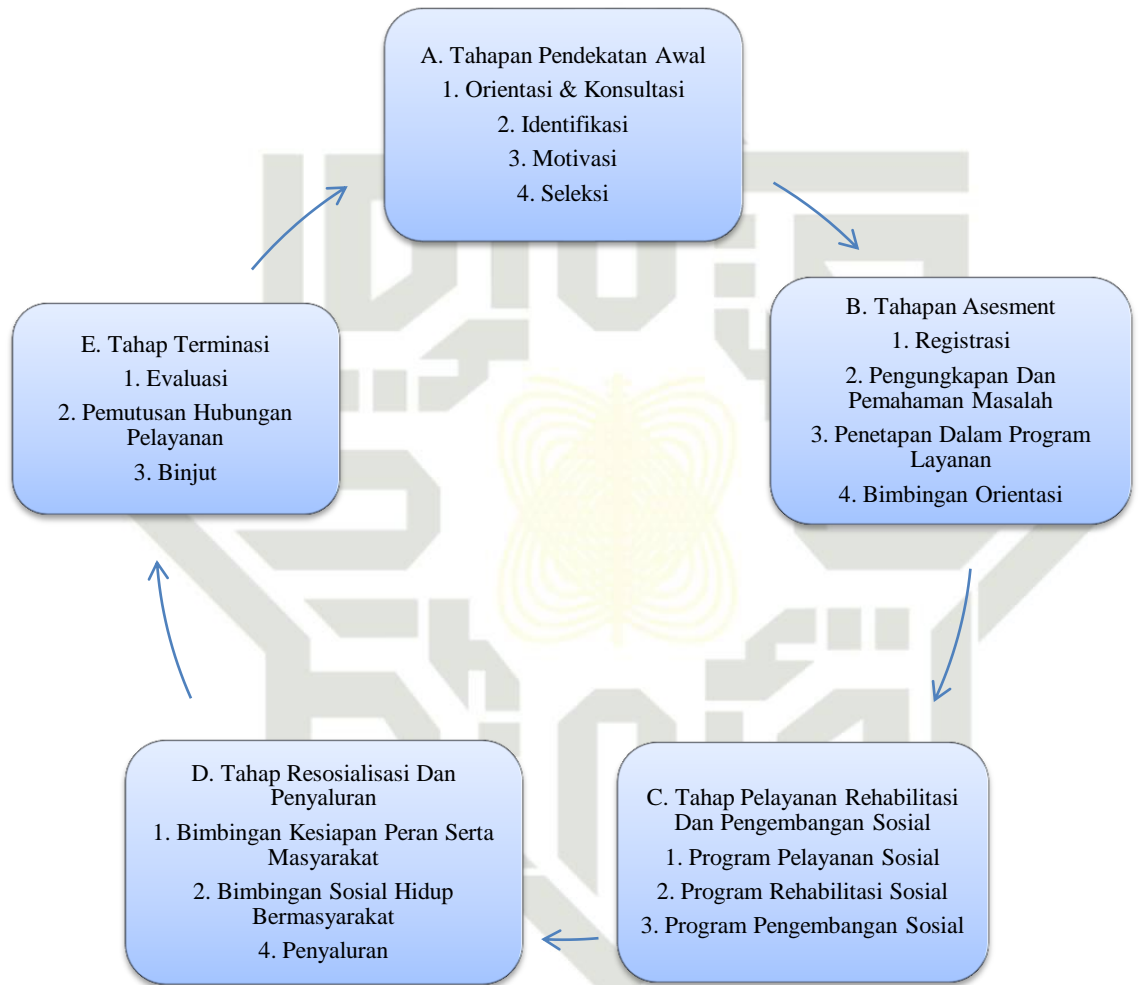 A. Tahapan Pendekatan Awal
1. Orientasi & Konsultasi
2. Identifikasi
3. Motivasi
4. Seleksi
B. Tahapan Asesment
1. Registrasi
2. Pengungkapan Dan
Pemahaman Masalah
3. Penetapan Dalam Program
Layanan
4. Bimbingan Orientasi
C. Tahap Pelayanan Rehabilitasi
Dan Pengembangan Sosial
1. Program Pelayanan Sosial
2. Program Rehabilitasi Sosial
3. Program Pengembangan Sosial
D. Tahap Resosialisasi Dan
Penyaluran
1. Bimbingan Kesiapan Peran Serta
Masyarakat
2. Bimbingan Sosial Hidup
Bermasyarakat
4. Penyaluran
E. Tahap Terminasi
1. Evaluasi
2. Pemutusan Hubungan
Pelayanan
3. Binjut